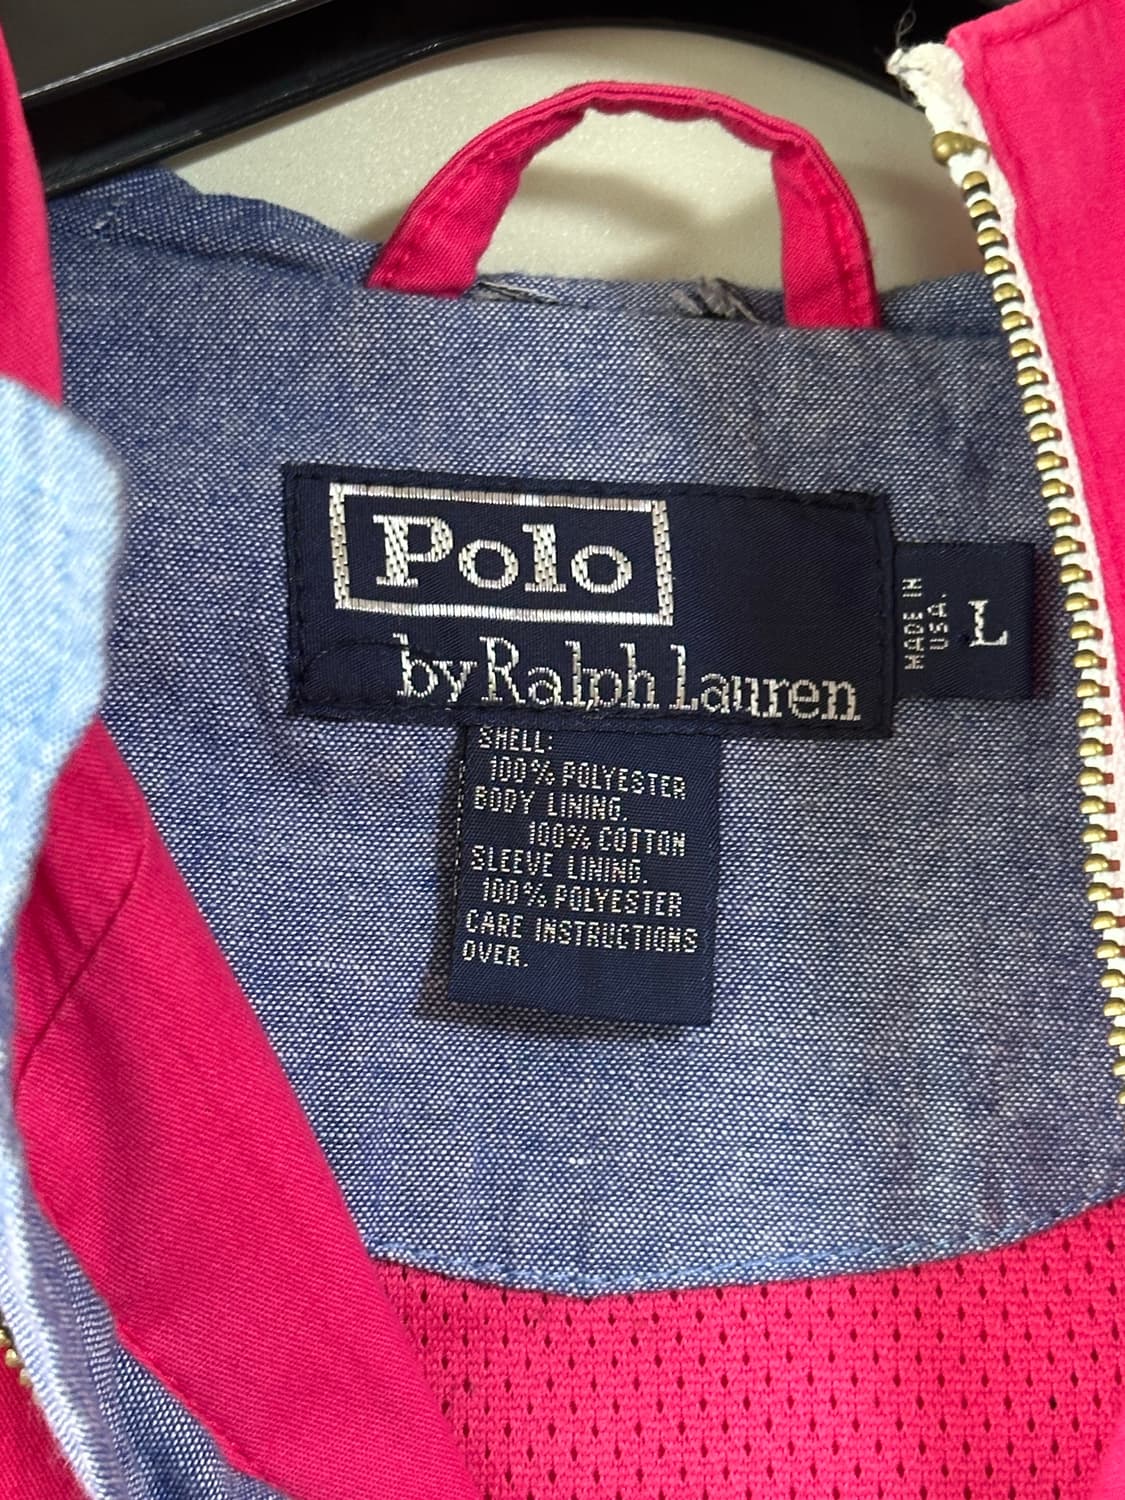 Polo
by Ralph Lauren
MADE IN
USA.
L
SHELL:
100% POLYESTER
BODY LINING.
100% COTTON
SLEEVE LINING.
100% POLYESTER
CARE INSTRUCTIONS
OVER.